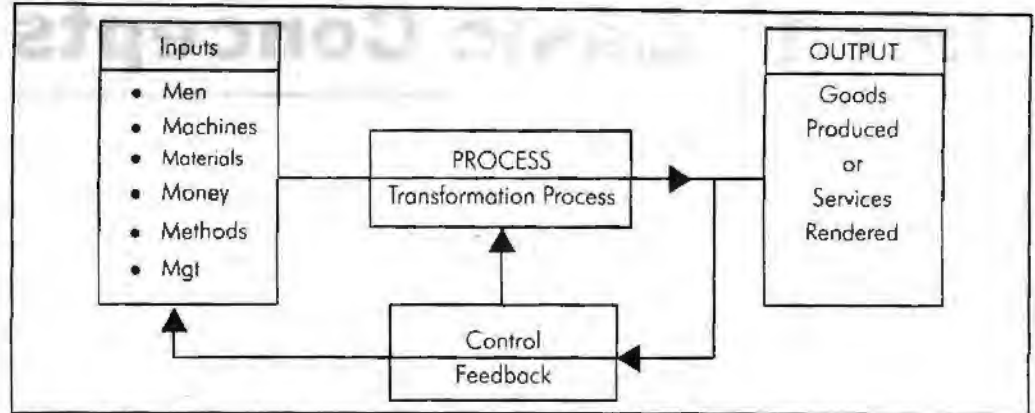 Inputs
• Men
• Machines
• Materials
• Money
• Methods
• Mgt
PROCESS
Transformation Process
Control
Feedback
OUTPUT
Goods
Produced
or
Services
Rendered